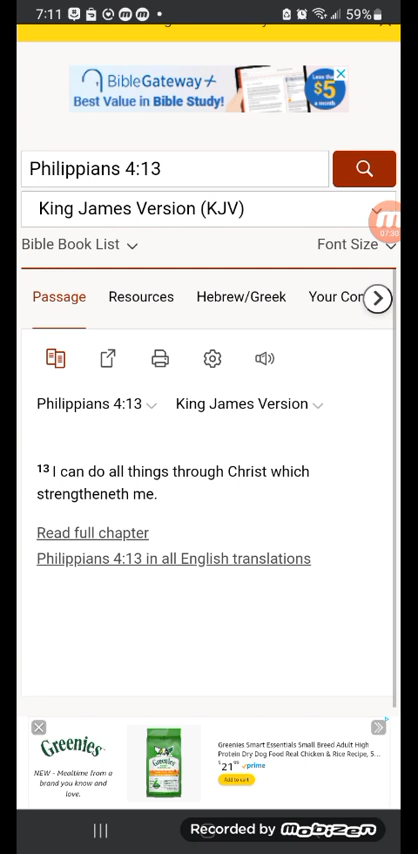 7:11
59%
BibleGateway+
Best Value in Bible Study!
Less than
$5
a month
Philippians 4:13
King James Version (KJV)
07:30
Bible Book List
Font Size
Passage Resources Hebrew/Greek Your Con
Philippians 4:13 King James Version
13 I can do all things through Christ which
strengtheneth me.
Read full chapter
Philippians 4:13 in all English translations
Greenies
NEW - Mealtime from a
brand you know and
love.
Greenies Smart Essentials Small Breed Adult High
Protein Dry Dog Food Real Chicken & Rice Recipe, 5...
$21 prime
Add to cart
Recorded by mobizen